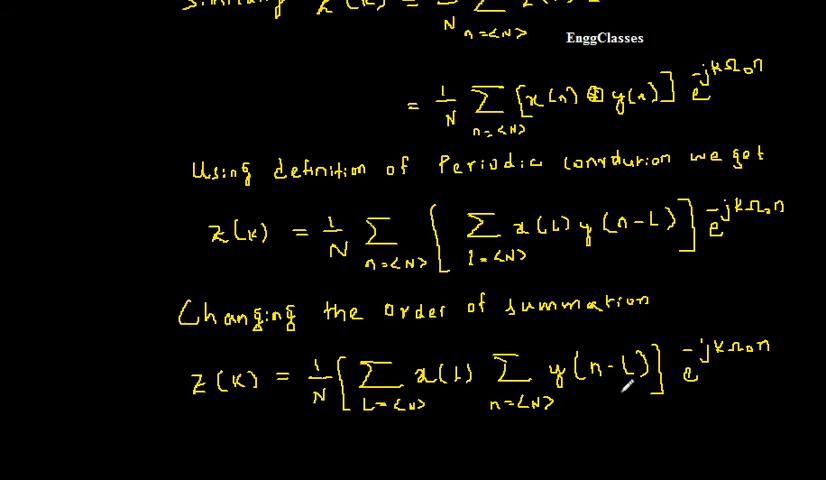 Similarly Z(k) = 1/N Σ n=<N>
EnggClasses
= 1/N Σ n=<N> [x(n) ⊛ y(n)] e^-jkΩ0n
Using definition of Periodic convolution we get
Z(k) = 1/N Σ n=<N> [ Σ l=<N> x(l) y(n-l) ] e^-jkΩ0n
Changing the order of summation
Z(k) = 1/N [ Σ l=<N> x(l) Σ n=<N> y(n-l) ] e^-jkΩ0n